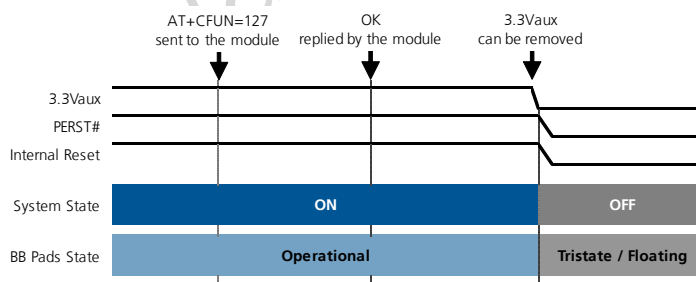 AT+CFUN=127
sent to the module
OK
replied by the module
3.3Vaux
can be removed
3.3Vaux
PERST#
Internal Reset
System State
ON
OFF
BB Pads State
Operational
Tristate / Floating